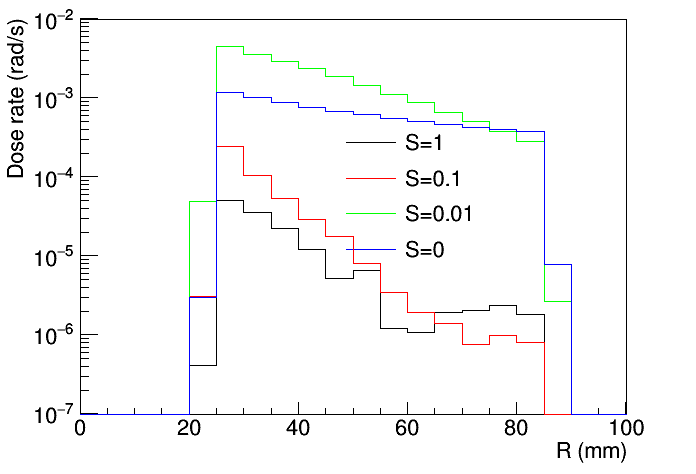 Dose rate (rad/s)
10⁻²
10⁻³
10⁻⁴
10⁻⁵
10⁻⁶
10⁻⁷
S=1
S=0.1
S=0.01
S=0
0 20 40 60 80 100
R (mm)